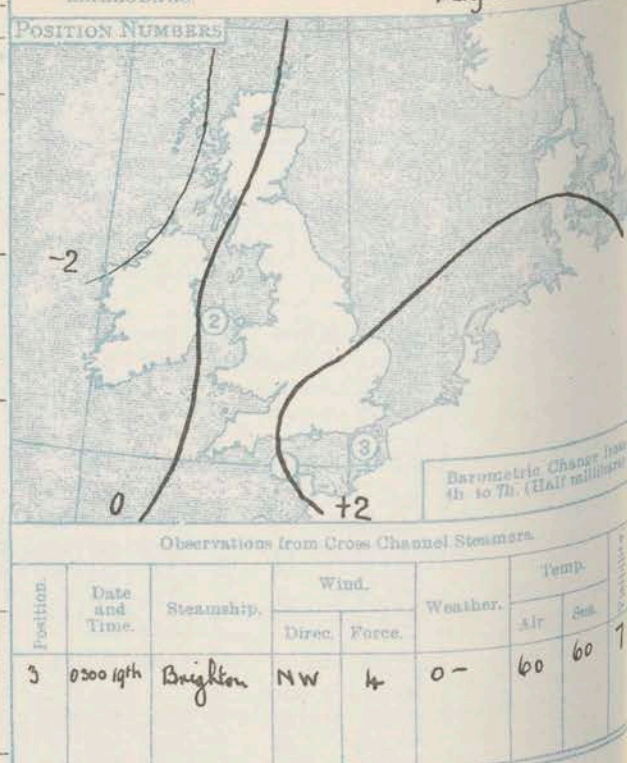 POSITION NUMBERS
-2
2
3
0
+2
Barometric Change from
4h to 7h. (Half millibars
Observations from Cross Channel Steamers.
Position.
Date and Time.
Steamship.
Wind.
Direc. Force.
Weather.
Temp.
Air Sea.
3 0300 19th Brighton NW 4 0- 60 60 7